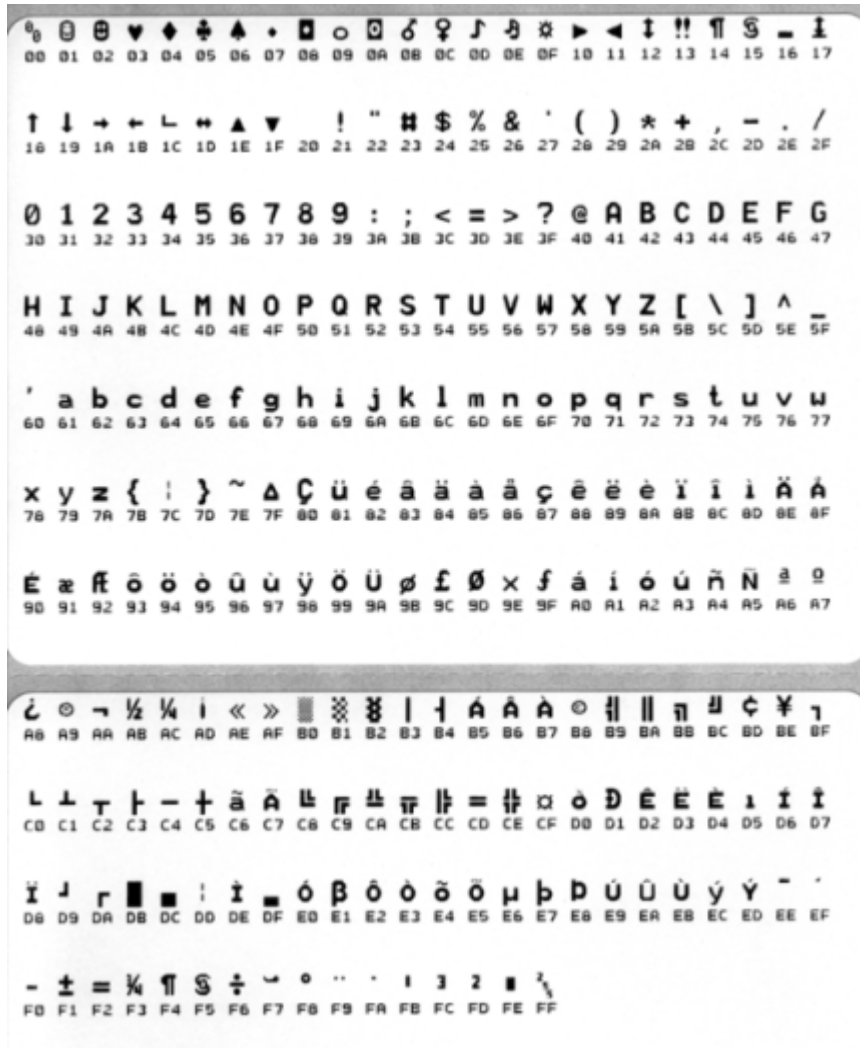 ☺ ☻ ♥ ♦ ♣ ♠ • ◘ ○ ◙ ♂ ♀ ♪ ♫ ¤ ► ◄ ↕ ‼ ¶ § ▬ ↨
00 01 02 03 04 05 06 07 08 09 0A 0B 0C 0D 0E 0F 10 11 12 13 14 15 16 17
↑ ↓ → ← ∟ ↔ ▲ ▼ ! " # $ % & ' ( ) * + , - . /
18 19 1A 1B 1C 1D 1E 1F 20 21 22 23 24 25 26 27 28 29 2A 2B 2C 2D 2E 2F
0 1 2 3 4 5 6 7 8 9 : ; < = > ? @ A B C D E F G
30 31 32 33 34 35 36 37 38 39 3A 3B 3C 3D 3E 3F 40 41 42 43 44 45 46 47
H I J K L M N O P Q R S T U V W X Y Z [ \ ] ^ _
48 49 4A 4B 4C 4D 4E 4F 50 51 52 53 54 55 56 57 58 59 5A 5B 5C 5D 5E 5F
' a b c d e f g h i j k l m n o p q r s t u v w
60 61 62 63 64 65 66 67 68 69 6A 6B 6C 6D 6E 6F 70 71 72 73 74 75 76 77
x y z { ¦ } ~ ∆ Ç ü é â ä à å ç ê ë è ï î ì Ä Å
78 79 7A 7B 7C 7D 7E 7F 80 81 82 83 84 85 86 87 88 89 8A 8B 8C 8D 8E 8F
É æ Æ ô ö ò û ù ÿ Ö Ü ø £ Ø × ƒ á í ó ú ñ Ñ ª º
90 91 92 93 94 95 96 97 98 99 9A 9B 9C 9D 9E 9F A0 A1 A2 A3 A4 A5 A6 A7
¿ ® ¬ ½ ¼ ¡ « » ░ ▒ ▓ │ ┤ Á Â À © ╣ ║ ╗ ╝ ¢ ¥ ┐
A8 A9 AA AB AC AD AE AF B0 B1 B2 B3 B4 B5 B6 B7 B8 B9 BA BB BC BD BE BF
└ ┴ ┬ ├ ─ ┼ ã Ã ╚ ╔ ╩ ╦ ╠ = ╬ ¤ ò Ð Ê Ë È ı Í Î
C0 C1 C2 C3 C4 C5 C6 C7 C8 C9 CA CB CC CD CE CF D0 D1 D2 D3 D4 D5 D6 D7
Ï ┘ ┌ █ ▄ ¦ Ì ▬ Ó β Ô Ò õ Õ µ þ Þ Ú Û Ù ý Ý ¯ ´
D8 D9 DA DB DC DD DE DF E0 E1 E2 E3 E4 E5 E6 E7 E8 E9 EA EB EC ED EE EF
- ± = ¾ ¶ § ÷ ¸ ° ¨ · ¹ ³ ² ■
F0 F1 F2 F3 F4 F5 F6 F7 F8 F9 FA FB FC FD FE FF